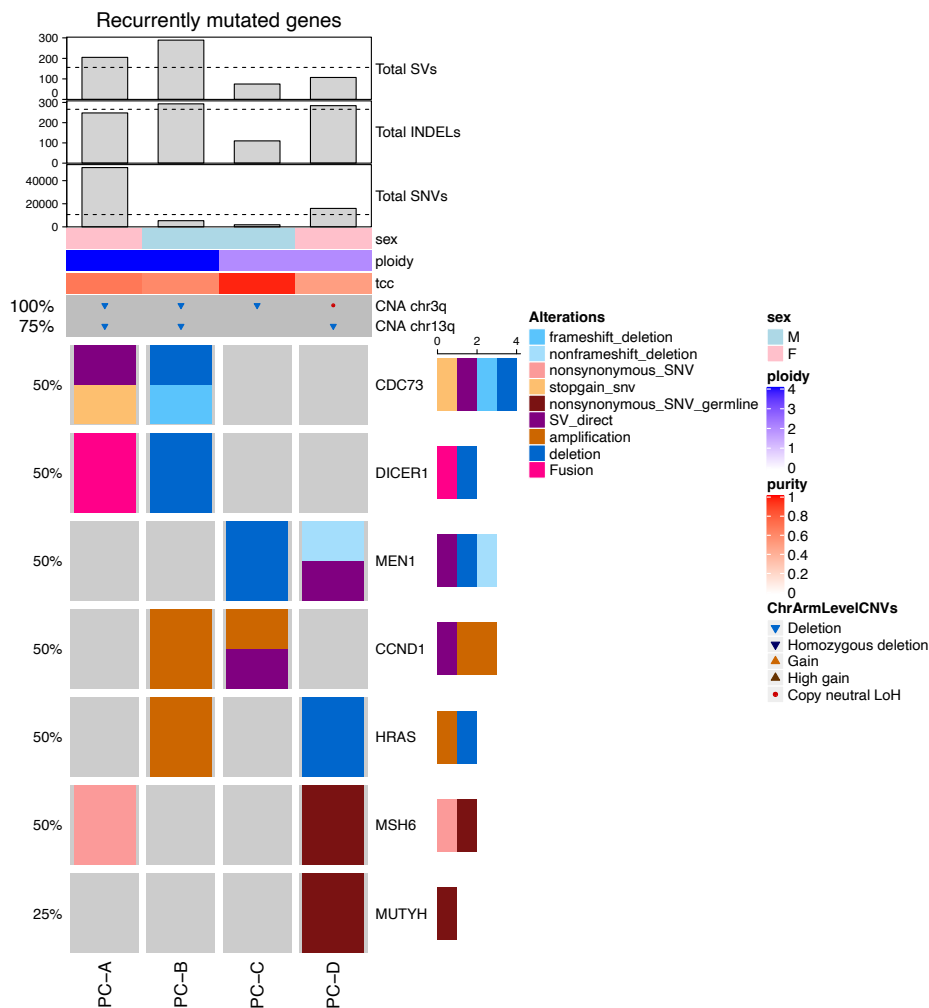 Recurrently mutated genes
300
200
100
0
Total SVs
300
200
100
0
Total INDELs
40000
20000
0
Total SNVs
sex
ploidy
tcc
100% CNA chr3q
75% CNA chr13q
50% CDC73
50% DICER1
50% MEN1
50% CCND1
50% HRAS
50% MSH6
25% MUTYH
PC-A PC-B PC-C PC-D
0 2 4
Alterations
frameshift_deletion
nonframeshift_deletion
nonsynonymous_SNV
stopgain_snv
nonsynonymous_SNV_germline
SV_direct
amplification
deletion
Fusion
sex
M
F
ploidy
4
3
2
1
0
purity
1
0.8
0.6
0.4
0.2
0
ChrArmLevelCNVs
Deletion
Homozygous deletion
Gain
High gain
Copy neutral LoH